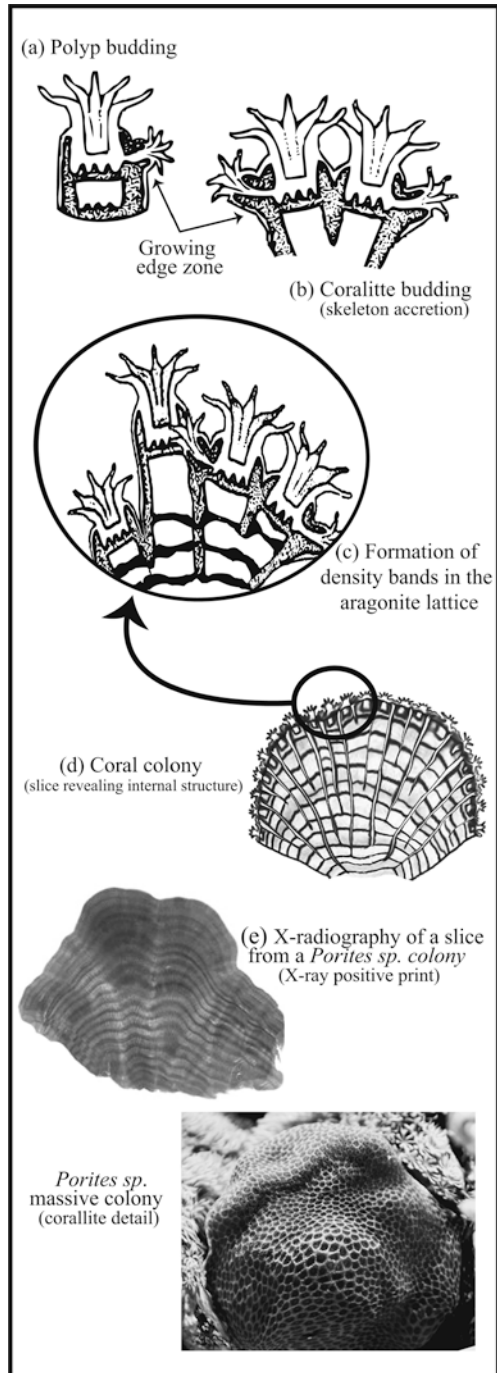 (a) Polyp budding
Growing
edge zone
(b) Coralitte budding
(skeleton accretion)
(c) Formation of
density bands in the
aragonite lattice
(d) Coral colony
(slice revealing internal structure)
(e) X-radiography of a slice
from a Porites sp. colony
(X-ray positive print)
Porites sp.
massive colony
(corallite detail)